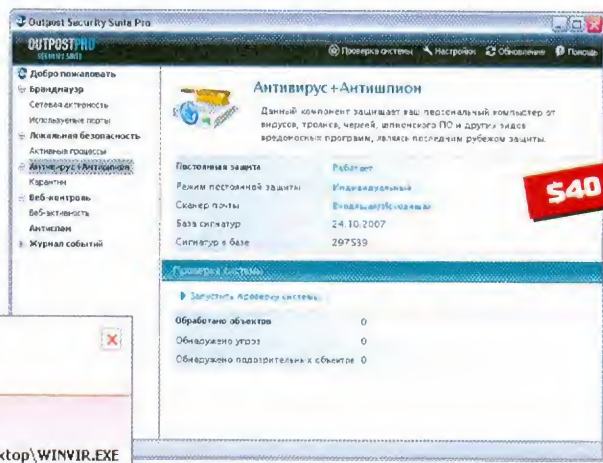 Outpost Security Suite Pro
OUTPOST PRO
SECURITY SUITE
Проверка системы Настройки Обновление Помощь
Добро пожаловать
Брандмауэр
Сетевая активность
Используемые порты
Локальная безопасность
Активные процессы
Антивирус+Антишпион
Карантин
Веб-контроль
Веб-активность
Антиспам
Журнал событий
Антивирус+Антишпион
Данный компонент защищает ваш персональный компьютер от
вирусов, троянов, червей, шпионского ПО и других видов
вредоносных программ, являясь последним рубежом защиты.
Постоянная защита Работает
Режим постоянной защиты Индивидуальный
Сканер почты Входящая/Исходящая
База сигнатур 24.10.2007
Сигнатур в базе 297539
Проверка системы
Запустить проверку системы
Обработано объектов 0
Обнаружено угроз 0
Обнаружено подозрительных объектов 0
$40
ktop\WINVIR.EXE